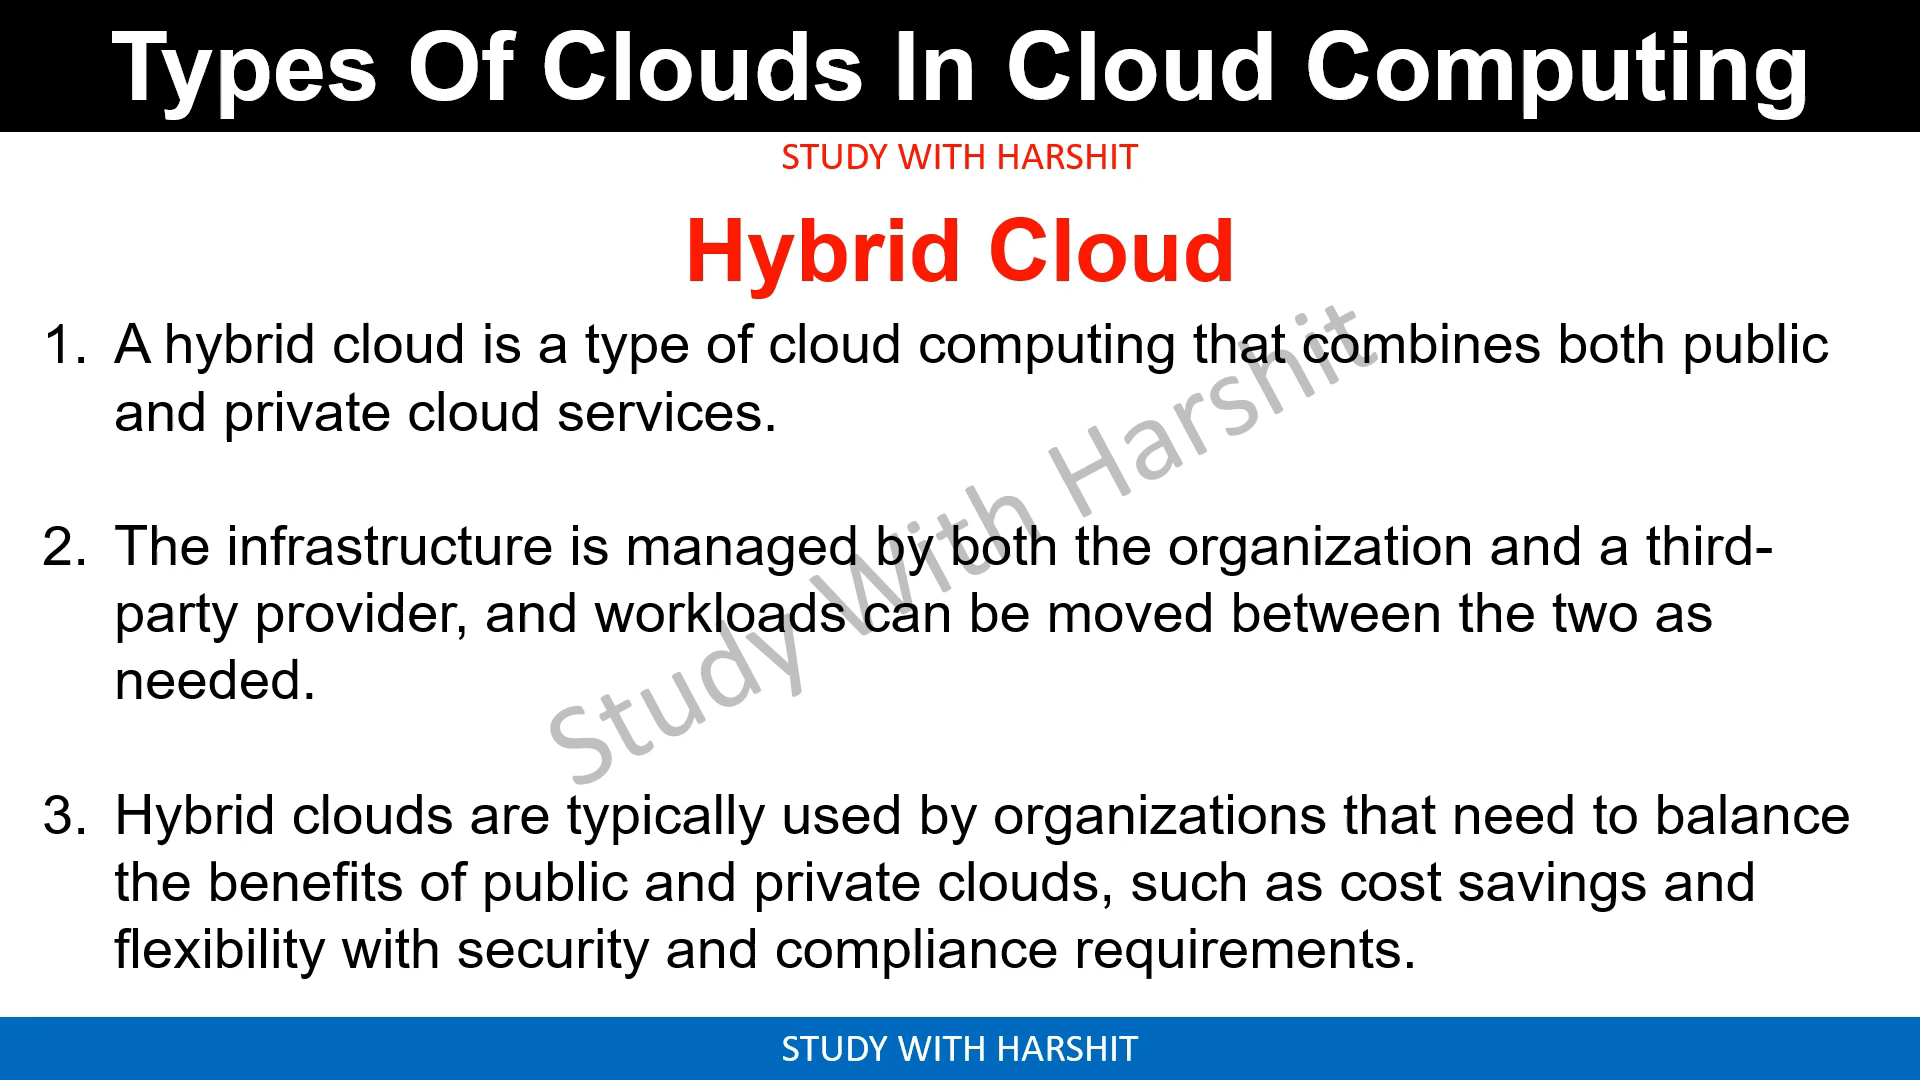 Types Of Clouds In Cloud Computing
STUDY WITH HARSHIT
Hybrid Cloud
1. A hybrid cloud is a type of cloud computing that combines both public
and private cloud services.
2. The infrastructure is managed by both the organization and a third-
party provider, and workloads can be moved between the two as
needed.
3. Hybrid clouds are typically used by organizations that need to balance
the benefits of public and private clouds, such as cost savings and
flexibility with security and compliance requirements.
Study With Harshit
STUDY WITH HARSHIT